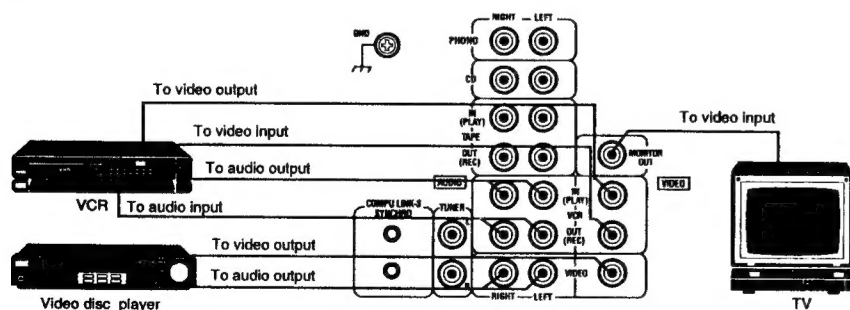 RIGHT LEFT
GND
PHONO
CD
IN
(PLAY)
TAPE
OUT
(REC)
To video output
To video input
To audio output
VCR
To audio input
To video output
To audio output
Video disc player
AUDIO
VIDEO
MONITOR
OUT
To video input
TV
COMPU LINK-3
SYNCHRO
TUNER
IN
(PLAY)
VCR
OUT
(REC)
VIDEO
RIGHT LEFT